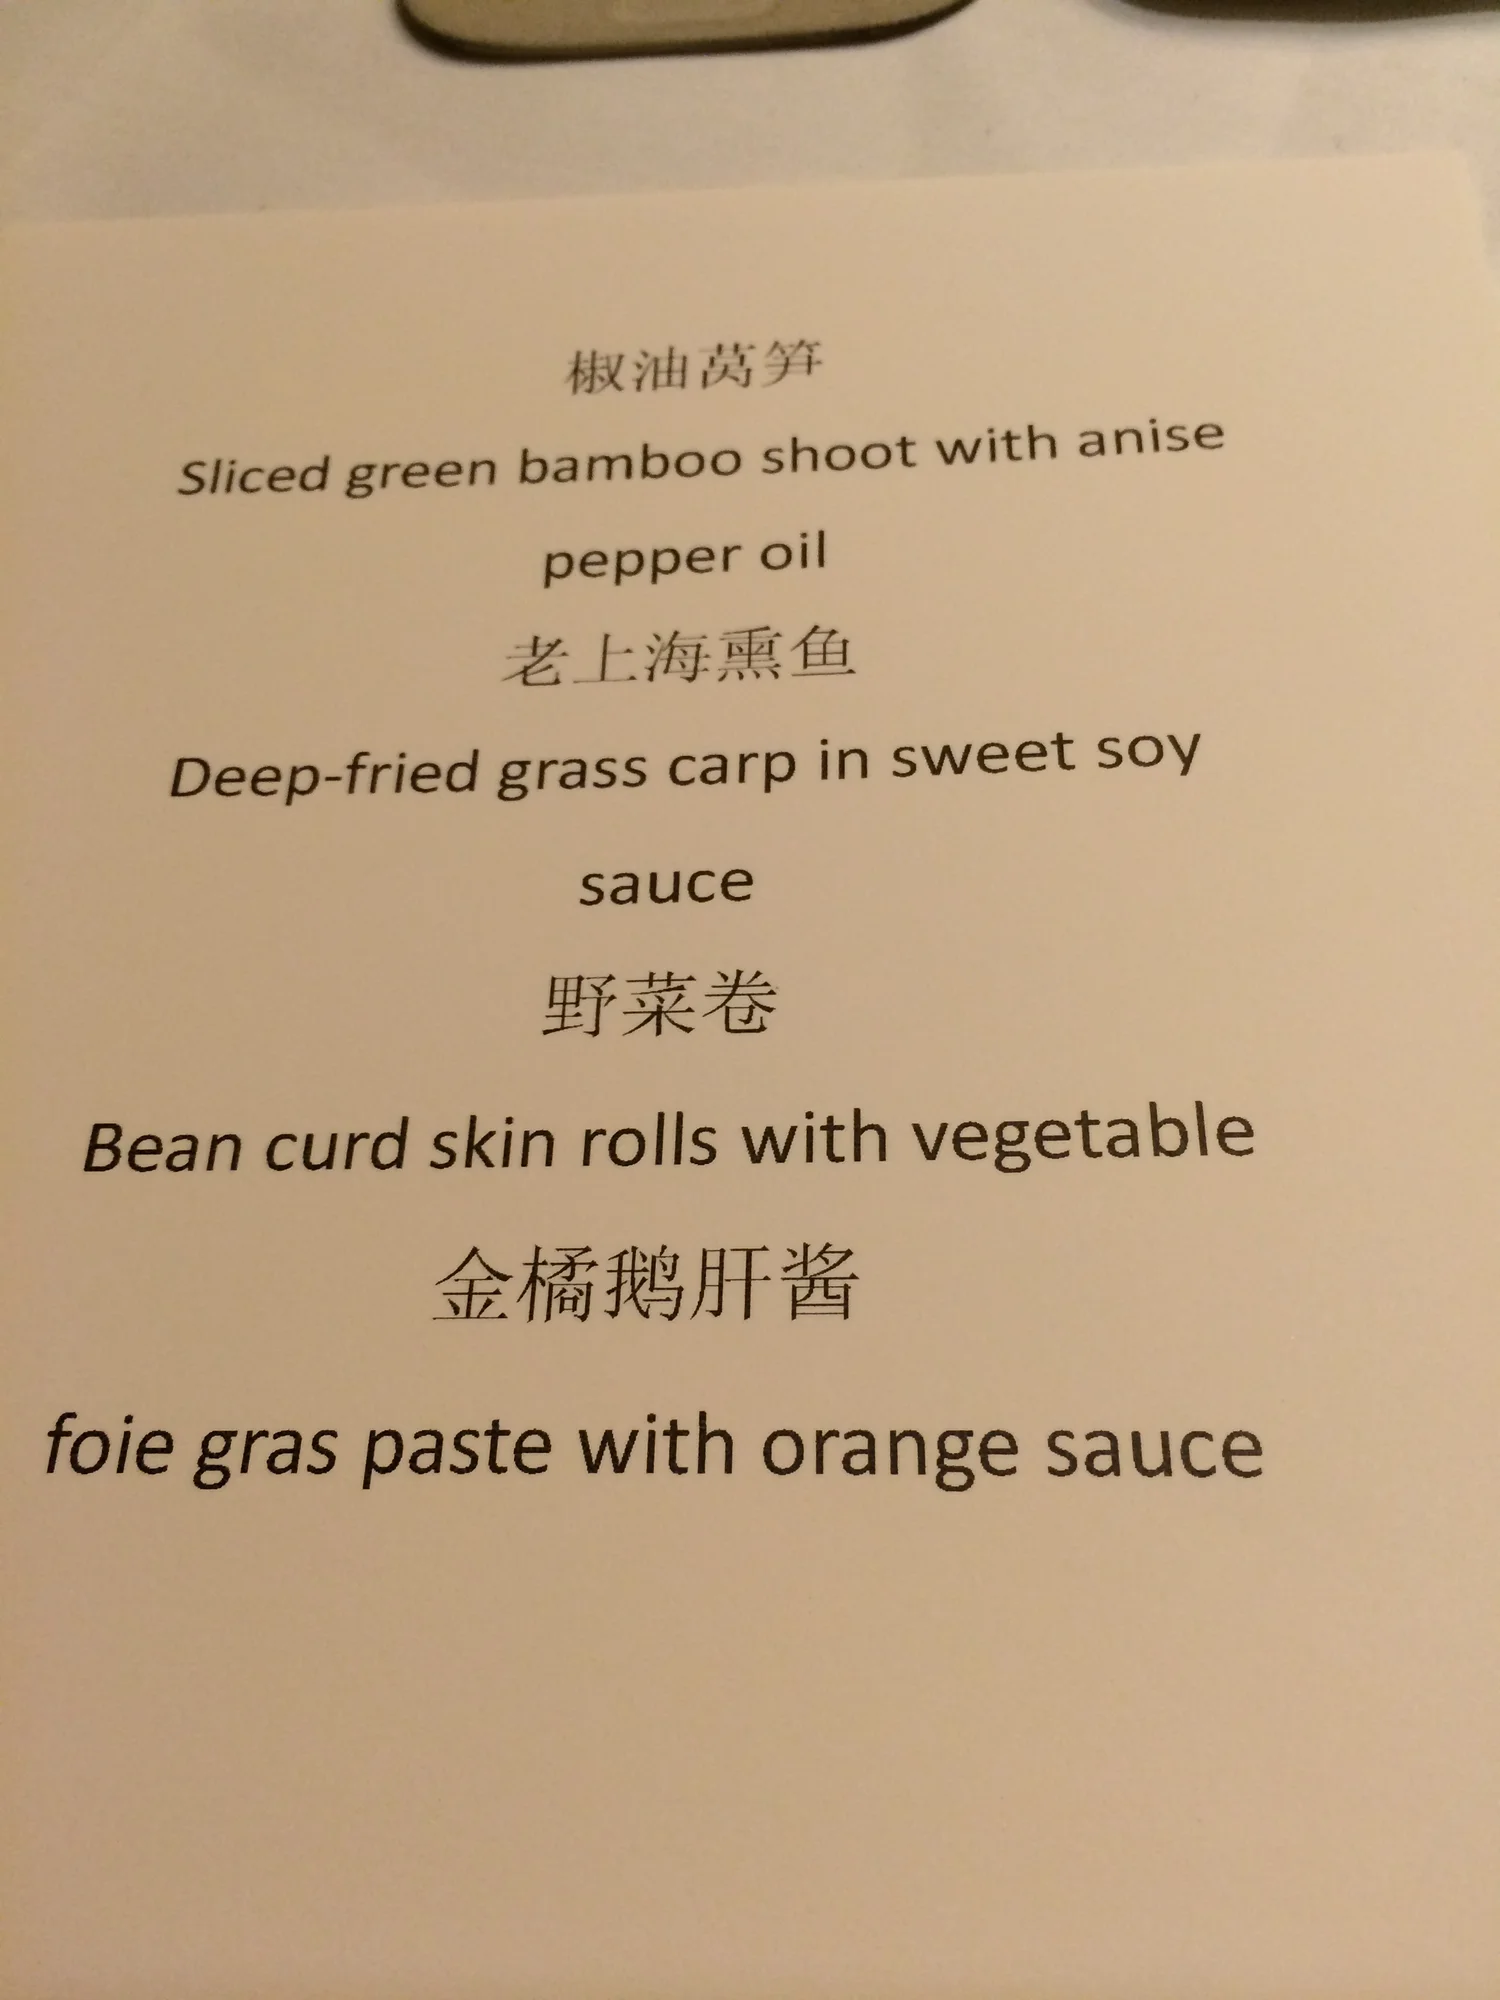 椒油莴笋
Sliced green bamboo shoot with anise
pepper oil
老上海熏鱼
Deep-fried grass carp in sweet soy
sauce
野菜卷
Bean curd skin rolls with vegetable
金橘鹅肝酱
foie gras paste with orange sauce